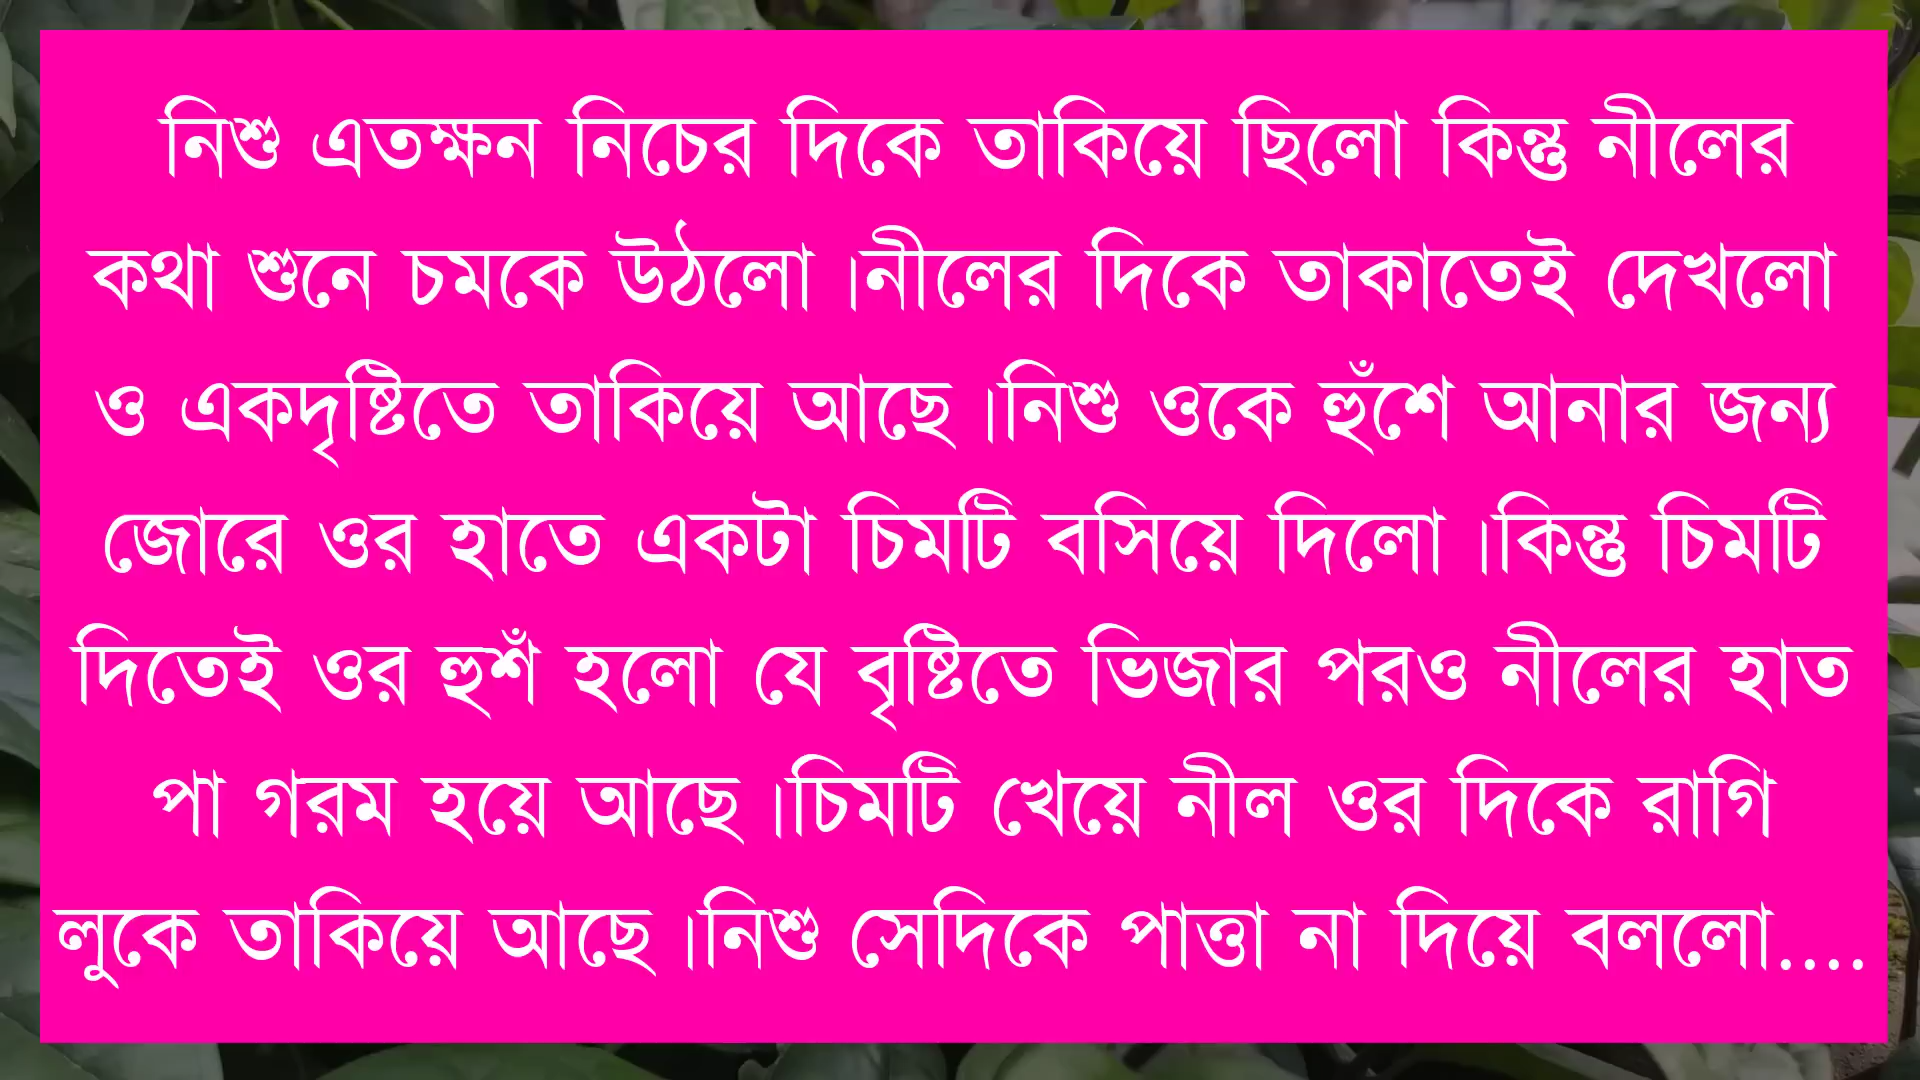 নিশু এতক্ষন নিচের দিকে তাকিয়ে ছিলো কিন্তু নীলের
কথা শুনে চমকে উঠলো ।নীলের দিকে তাকাতেই দেখলো
ও একদৃষ্টিতে তাকিয়ে আছে ।নিশু ওকে হুঁশে আনার জন্য
জোরে ওর হাতে একটা চিমটি বসিয়ে দিলো ।কিন্তু চিমটি
দিতেই ওর হুশঁ হলো যে বৃষ্টিতে ভিজার পরও নীলের হাত
পা গরম হয়ে আছে ।চিমটি খেয়ে নীল ওর দিকে রাগি
লুকে তাকিয়ে আছে ।নিশু সেদিকে পাত্তা না দিয়ে বললো....